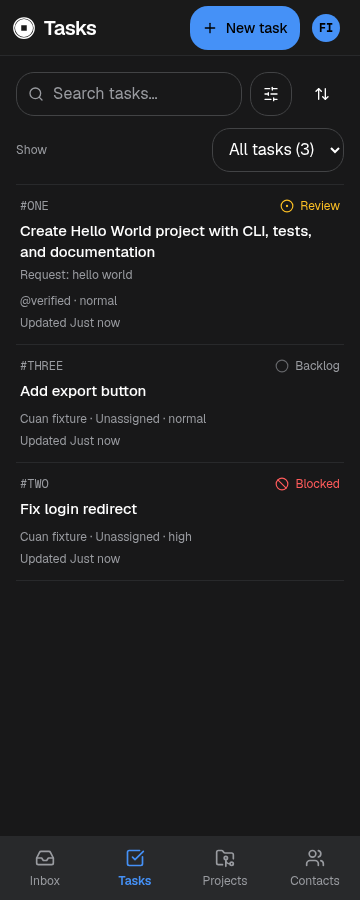 Tasks
New task
FI
Search tasks...
Show
All tasks (3)
#ONE
Review
Create Hello World project with CLI, tests,
and documentation
Request: hello world
@verified · normal
Updated Just now
#THREE
Backlog
Add export button
Cuan fixture · Unassigned · normal
Updated Just now
#TWO
Blocked
Fix login redirect
Cuan fixture · Unassigned · high
Updated Just now
Inbox
Tasks
Projects
Contacts